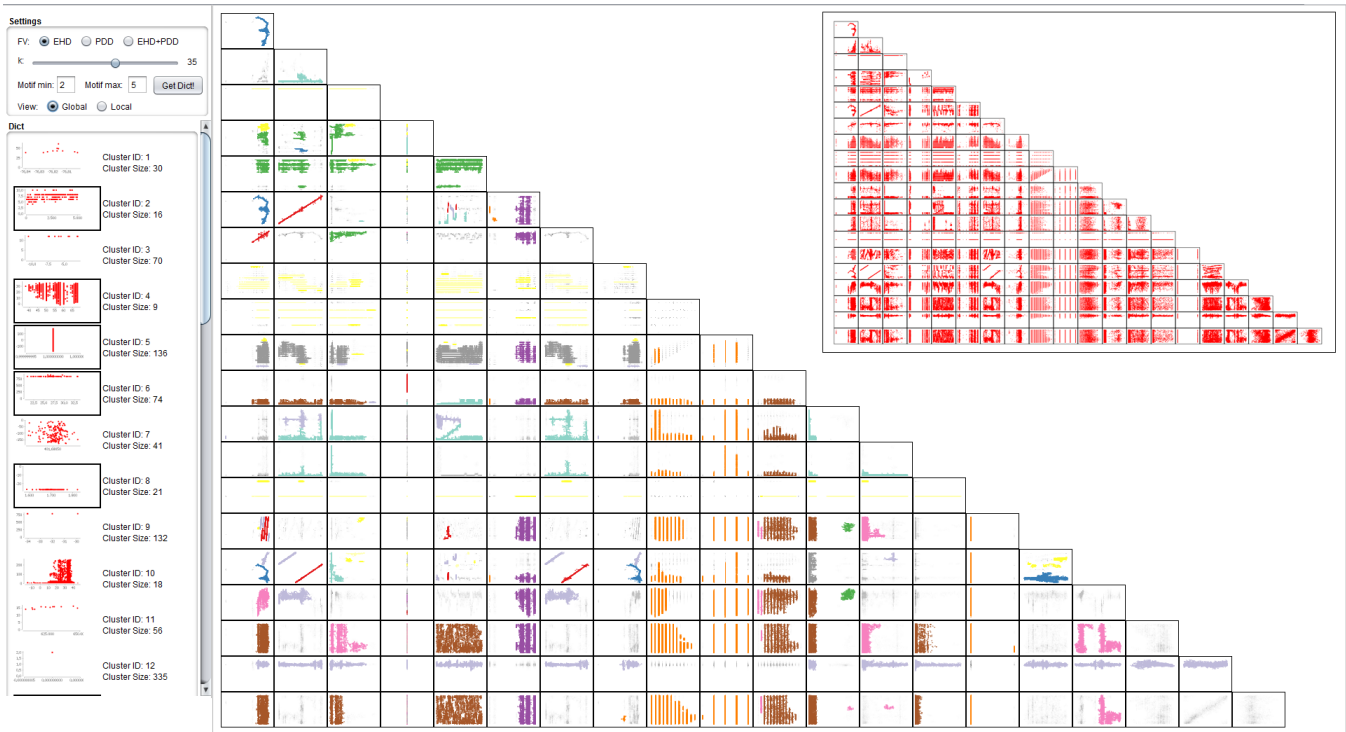 Settings
FV: EHD PDD EHD+PDD
k: 35
Motif min: 2 Motif max: 5 Get Dict!
View: Global Local
Dict
Cluster ID: 1
Cluster Size: 30
Cluster ID: 2
Cluster Size: 16
Cluster ID: 3
Cluster Size: 70
Cluster ID: 4
Cluster Size: 9
Cluster ID: 5
Cluster Size: 136
Cluster ID: 6
Cluster Size: 74
Cluster ID: 7
Cluster Size: 41
Cluster ID: 8
Cluster Size: 21
Cluster ID: 9
Cluster Size: 132
Cluster ID: 10
Cluster Size: 18
Cluster ID: 11
Cluster Size: 56
Cluster ID: 12
Cluster Size: 335